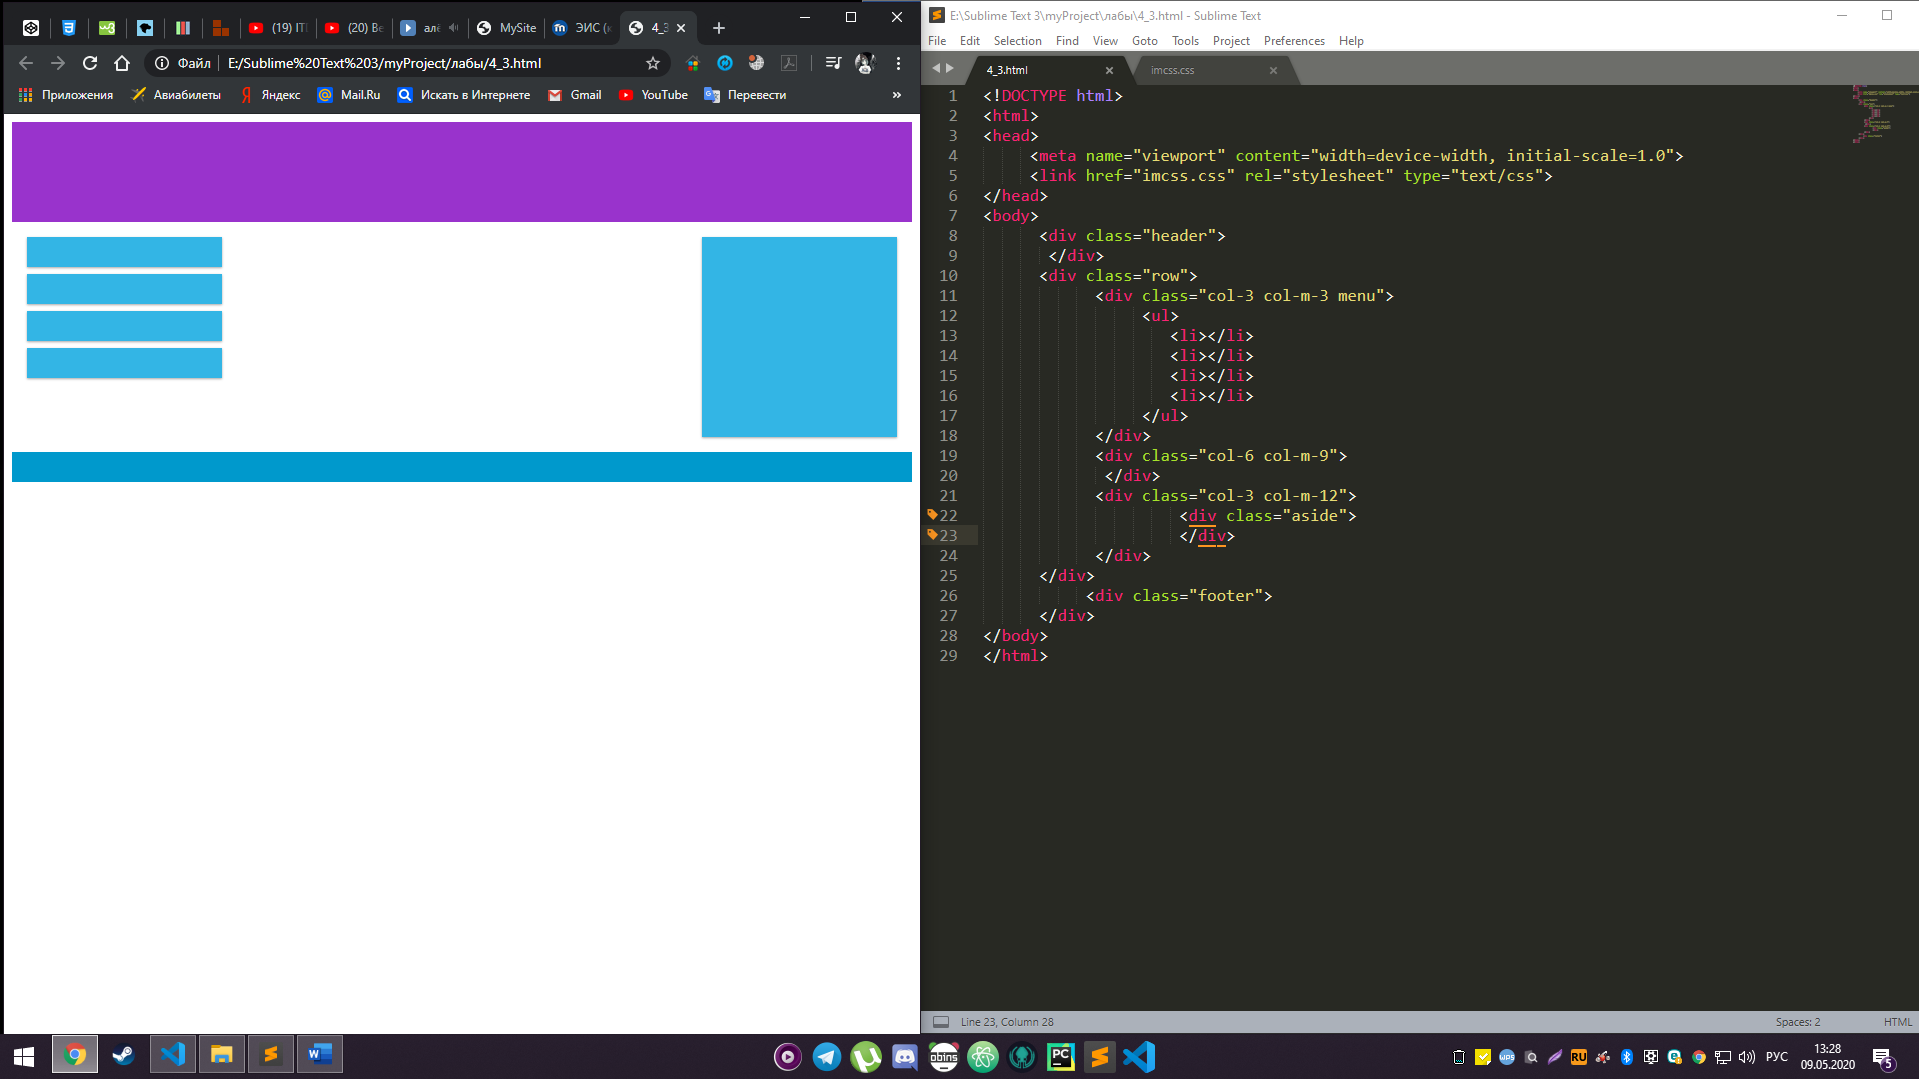 (19) ІТІ
(20) Ве
алё
MySite
ЭИС (к
4_3
Файл
E:/Sublime%20Text%203/myProject/лабы/4_3.html
Приложения
Авиабилеты
Яндекс
Mail.Ru
Искать в Интернете
Gmail
YouTube
Перевести
»
E:\Sublime Text 3\myProject\лабы\4_3.html - Sublime Text
File Edit Selection Find View Goto Tools Project Preferences Help
4_3.html
imcss.css
1 <!DOCTYPE html>
2 <html>
3 <head>
4 <meta name="viewport" content="width=device-width, initial-scale=1.0">
5 <link href="imcss.css" rel="stylesheet" type="text/css">
6 </head>
7 <body>
8 <div class="header">
9 </div>
10 <div class="row">
11 <div class="col-3 col-m-3 menu">
12 <ul>
13 <li></li>
14 <li></li>
15 <li></li>
16 <li></li>
17 </ul>
18 </div>
19 <div class="col-6 col-m-9">
20 </div>
21 <div class="col-3 col-m-12">
22 <div class="aside">
23 </div>
24 </div>
25 </div>
26 <div class="footer">
27 </div>
28 </body>
29 </html>
Line 23, Column 28
Spaces: 2
HTML
obins
PC
RU
РУС
13:28
09.05.2020
5